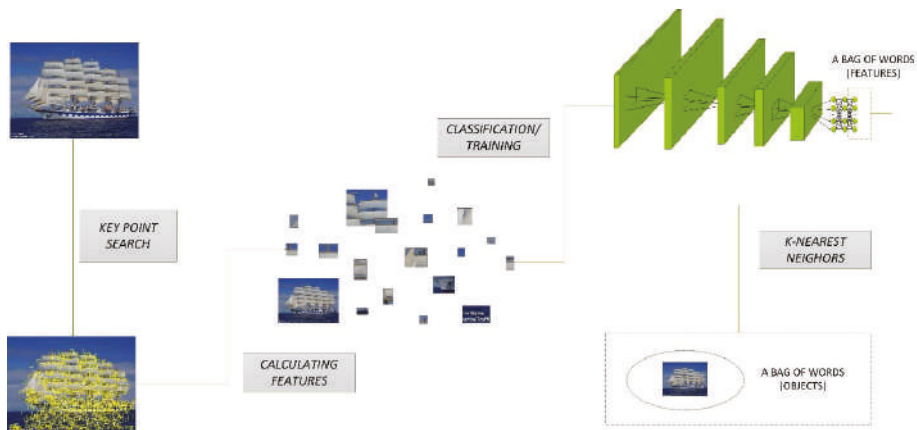 KEY POINT
SEARCH
CALCULATING
FEATURES
CLASSIFICATION/
TRAINING
A BAG OF WORDS
|FEATURES|
K-NEAREST
NEIGHORS
A BAG OF WORDS
|OBJECTS|